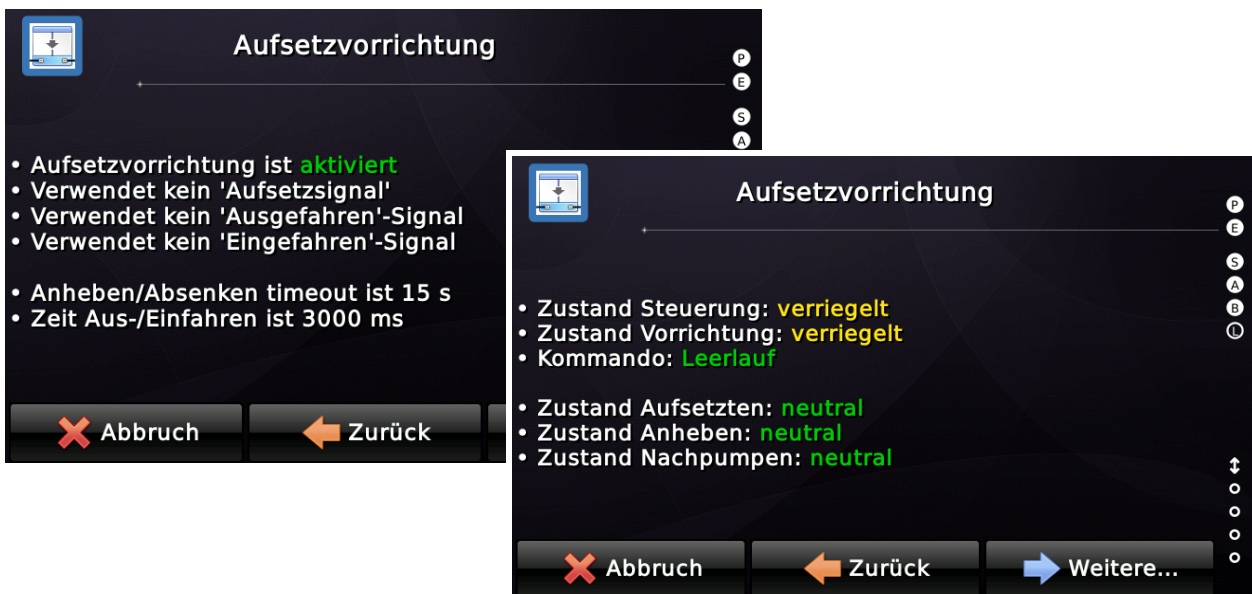 Aufsetzvorrichtung
P
E
S
A
• Aufsetzvorrichtung ist aktiviert
• Verwendet kein 'Aufsetzsignal'
• Verwendet kein 'Ausgefahren'-Signal
• Verwendet kein 'Eingefahren'-Signal
• Anheben/Absenken timeout ist 15 s
• Zeit Aus-/Einfahren ist 3000 ms
Abbruch
Zurück
Aufsetzvorrichtung
P
E
S
A
B
L
• Zustand Steuerung: verriegelt
• Zustand Vorrichtung: verriegelt
• Kommando: Leerlauf
• Zustand Aufsetzten: neutral
• Zustand Anheben: neutral
• Zustand Nachpumpen: neutral
Abbruch
Zurück
Weitere...